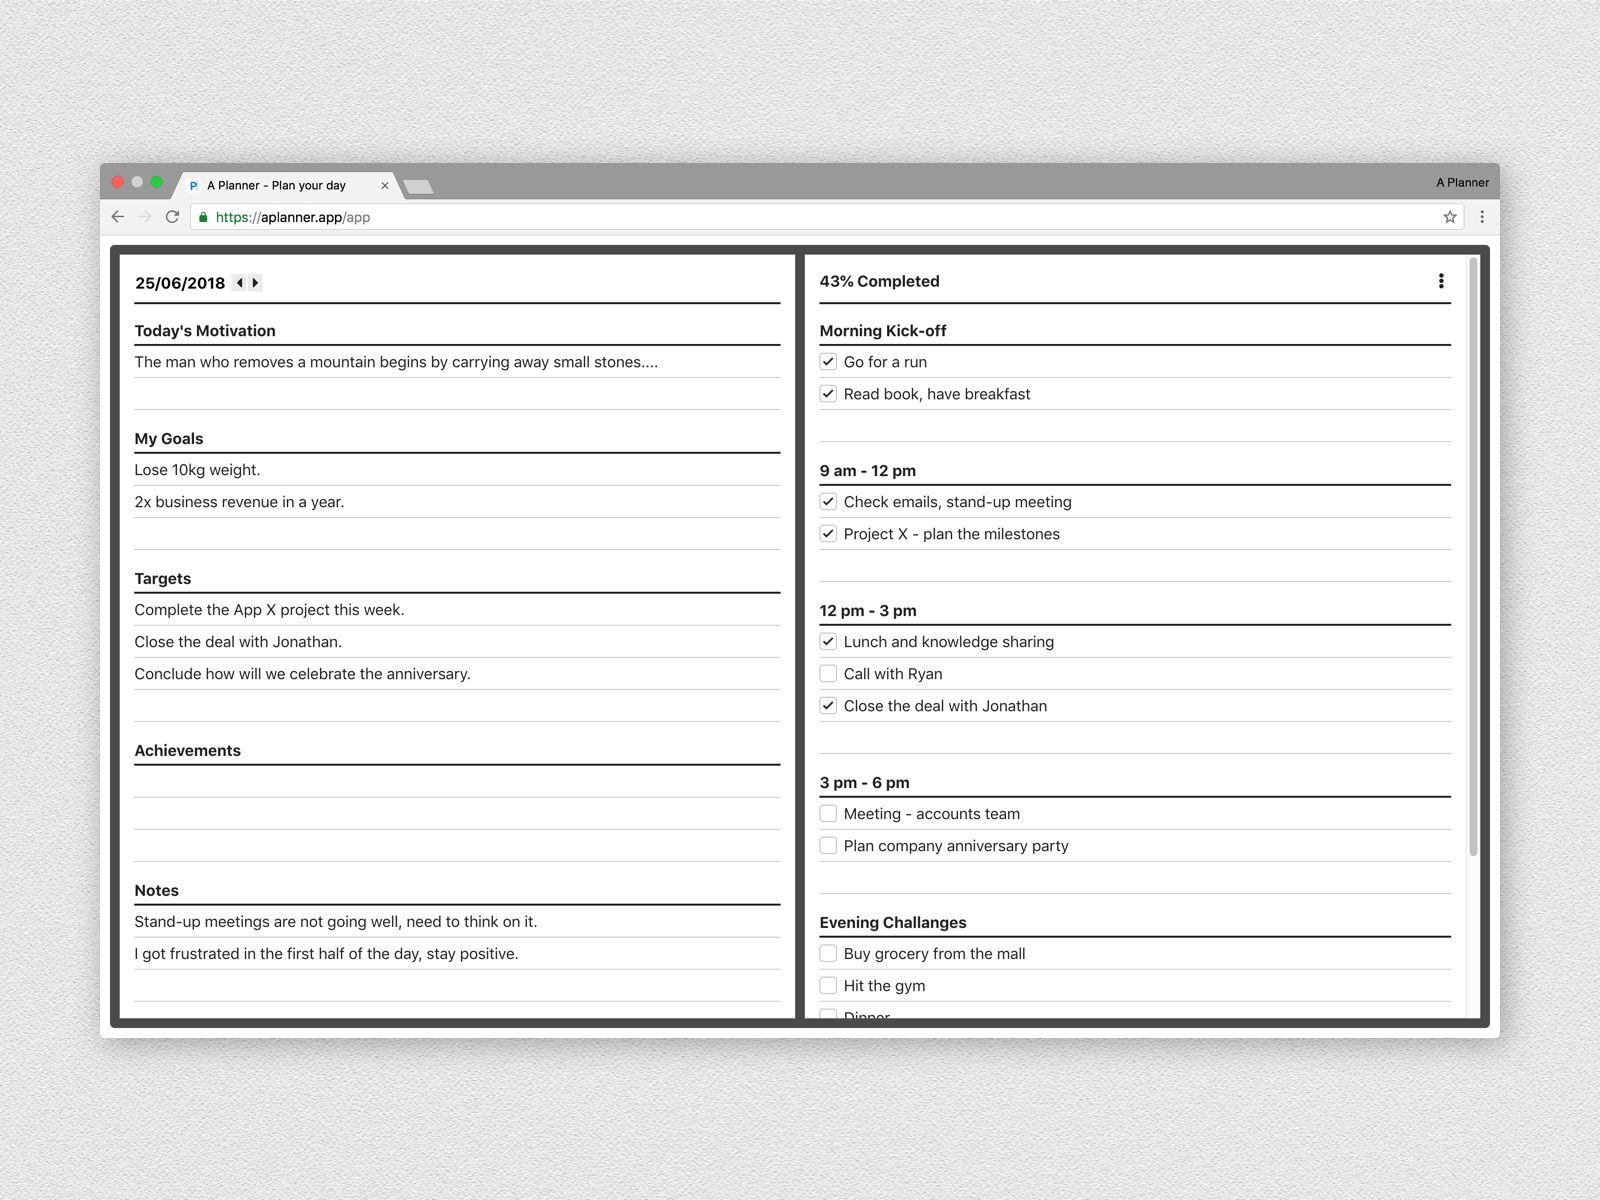 A Planner - Plan your day
A Planner
https://aplanner.app/app
25/06/2018
Today's Motivation
The man who removes a mountain begins by carrying away small stones....
My Goals
Lose 10kg weight.
2x business revenue in a year.
Targets
Complete the App X project this week.
Close the deal with Jonathan.
Conclude how will we celebrate the anniversary.
Achievements
Notes
Stand-up meetings are not going well, need to think on it.
I got frustrated in the first half of the day, stay positive.
43% Completed
Morning Kick-off
Go for a run
Read book, have breakfast
9 am - 12 pm
Check emails, stand-up meeting
Project X - plan the milestones
12 pm - 3 pm
Lunch and knowledge sharing
Call with Ryan
Close the deal with Jonathan
3 pm - 6 pm
Meeting - accounts team
Plan company anniversary party
Evening Challanges
Buy grocery from the mall
Hit the gym
Dinner